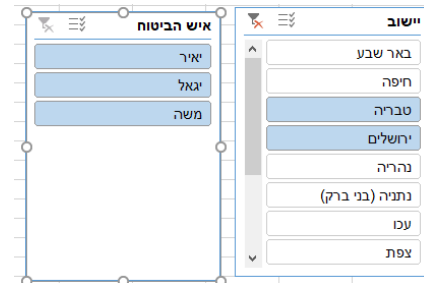 יישוב
באר שבע
חיפה
טבריה
ירושלים
נהריה
נתניה (בני ברק)
עכו
צפת
איש הביטוח
יאיר
יגאל
משה